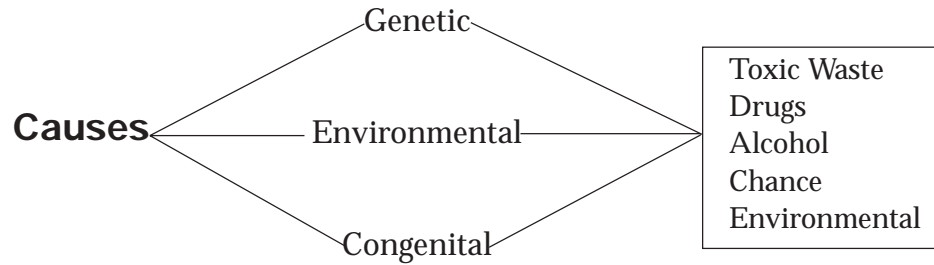 Genetic
Causes
Environmental
Congenital
Toxic Waste
Drugs
Alcohol
Chance
Environmental